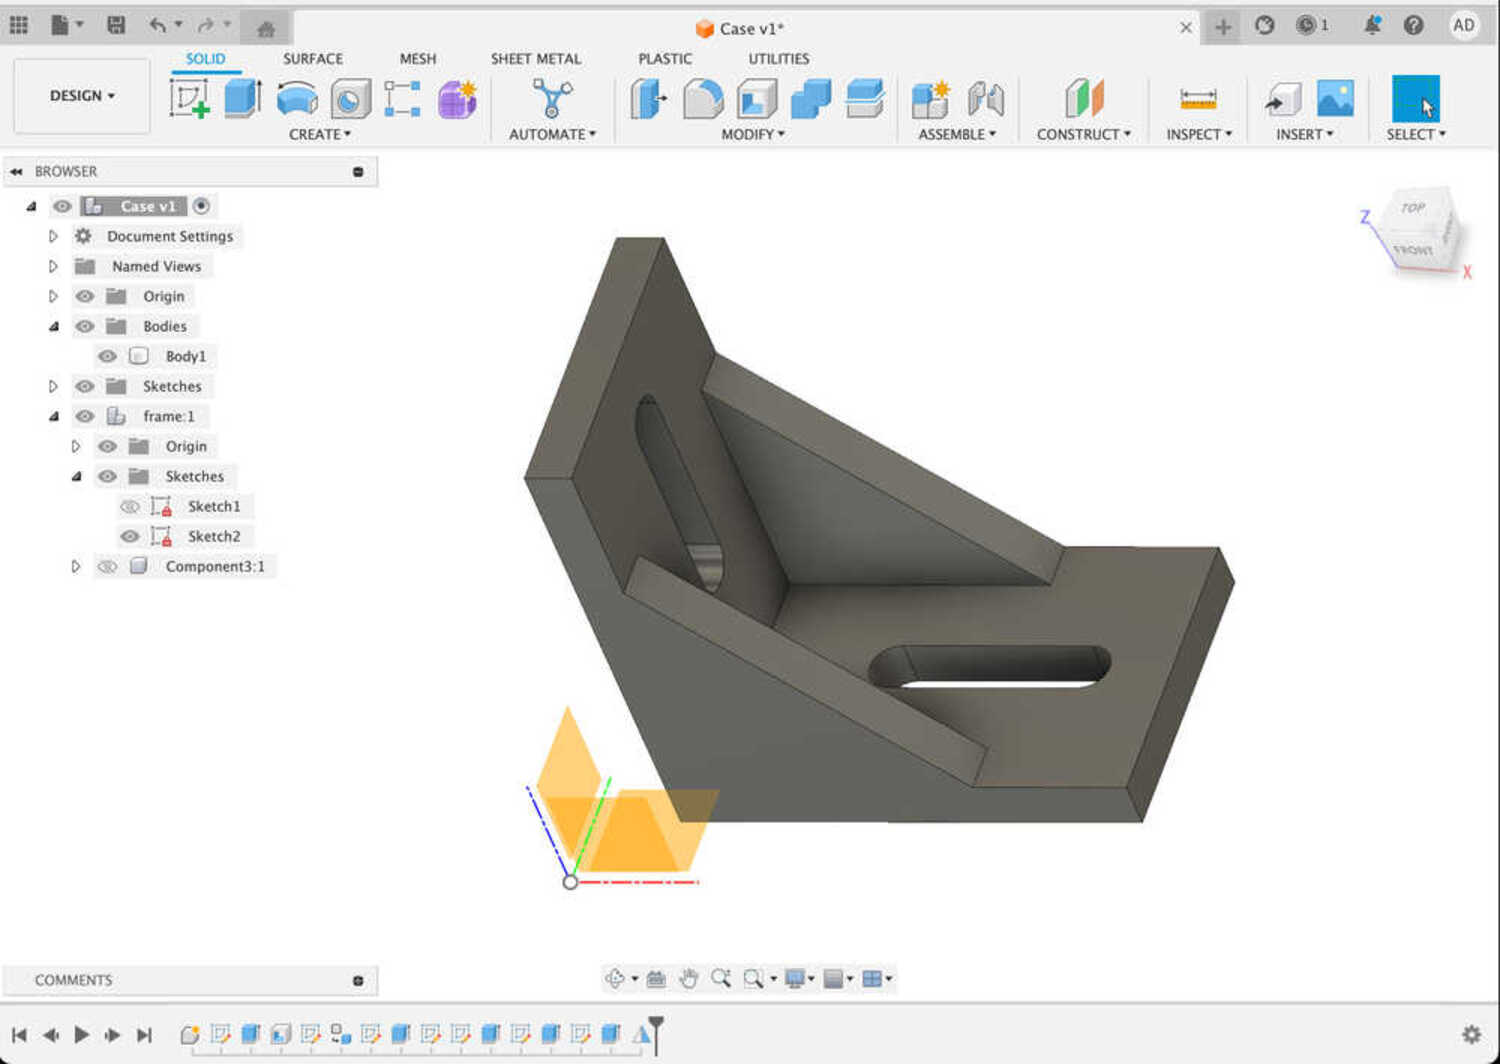 Case v1*
1
AD
DESIGN
SOLID
SURFACE
MESH
SHEET METAL
PLASTIC
UTILITIES
CREATE
AUTOMATE
MODIFY
ASSEMBLE
CONSTRUCT
INSPECT
INSERT
SELECT
BROWSER
Case v1
Document Settings
Named Views
Origin
Bodies
Body1
Sketches
frame:1
Origin
Sketches
Sketch1
Sketch2
Component3:1
TOP
FRONT
Z
X
COMMENTS